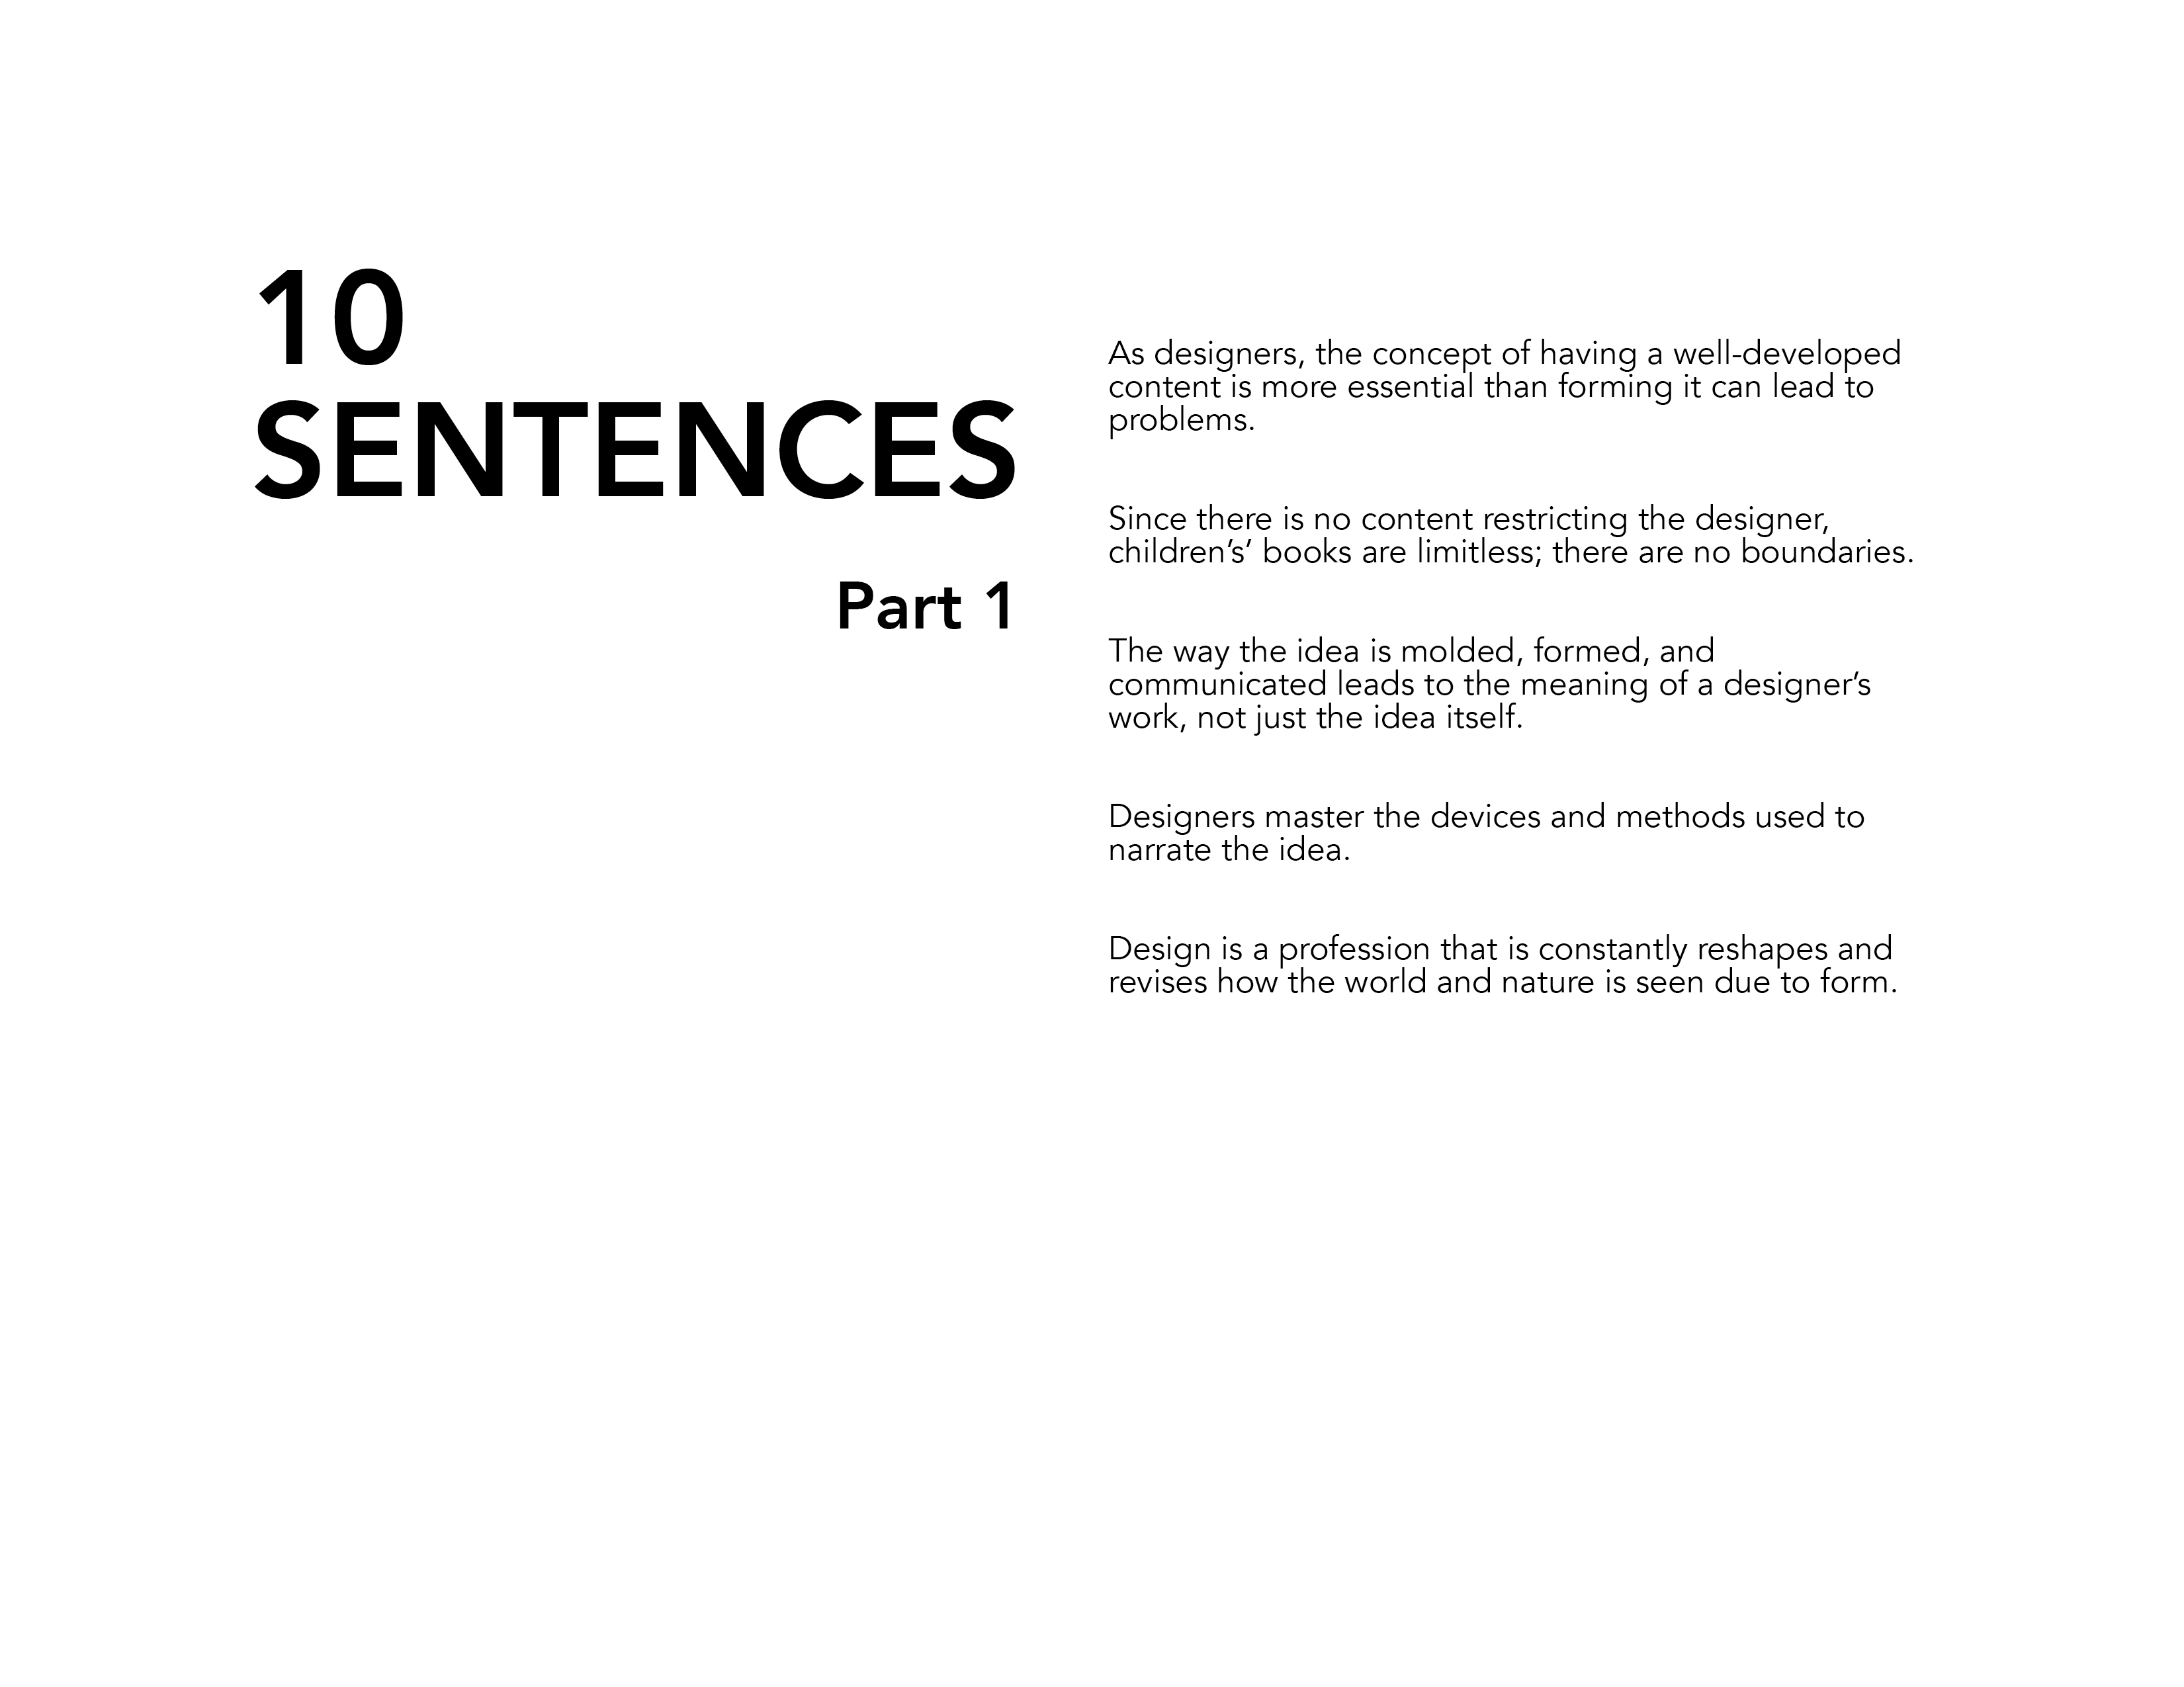 10
SENTENCES
Part 1
As designers, the concept of having a well-developed
content is more essential than forming it can lead to
problems.
Since there is no content restricting the designer,
children’s’ books are limitless; there are no boundaries.
The way the idea is molded, formed, and
communicated leads to the meaning of a designer’s
work, not just the idea itself.
Designers master the devices and methods used to
narrate the idea.
Design is a profession that is constantly reshapes and
revises how the world and nature is seen due to form.